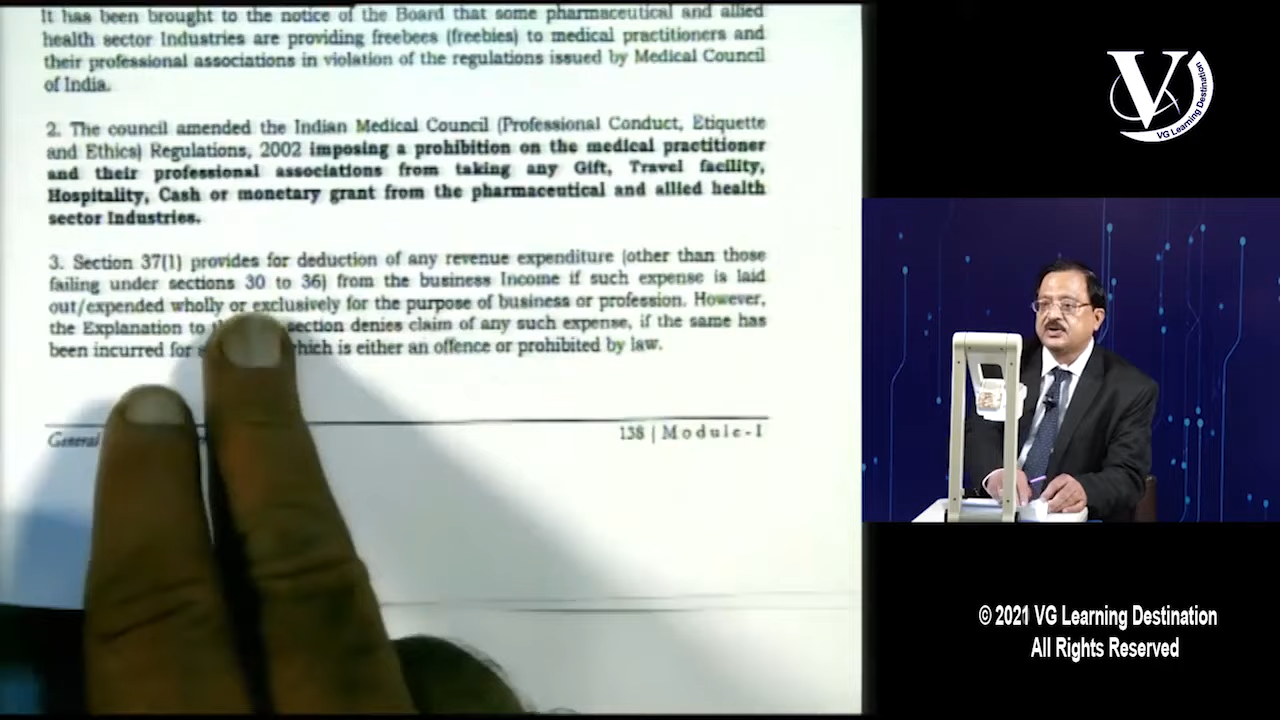 It has been brought to the notice of the Board that some pharmaceutical and allied
health sector Industries are providing freebees (freebies) to medical practitioners and
their professional associations in violation of the regulations issued by Medical Council
of India.
2. The council amended the Indian Medical Council (Professional Conduct, Etiquette
and Ethics) Regulations, 2002 imposing a prohibition on the medical practitioner
and their professional associations from taking any Gift, Travel facility,
Hospitality, Cash or monetary grant from the pharmaceutical and allied health
sector Industries.
3. Section 37(1) provides for deduction of any revenue expenditure (other than those
failing under sections 30 to 36) from the business Income if such expense is laid
out/expended wholly or exclusively for the purpose of business or profession. However,
the Explanation to section denies claim of any such expense, if the same has
been incurred for which is either an offence or prohibited by law.
General
138 | Module-I
VG
VG Learning Destination
© 2021 VG Learning Destination
All Rights Reserved